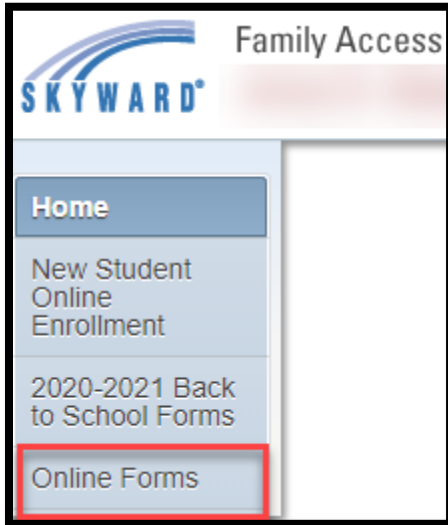 Family Access
SKYWARD®
Home
New Student
Online
Enrollment
2020-2021 Back
to School Forms
Online Forms